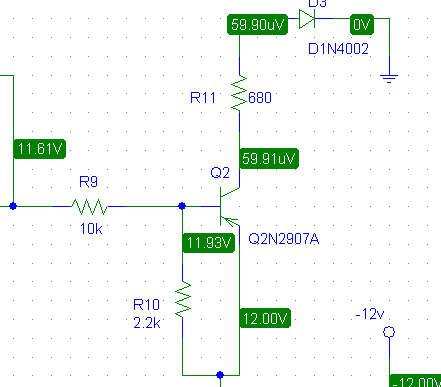 D3
59.90uV
0V
D1N4002
R11
680
11.61V
59.91uV
Q2
R9
10k
Q2N2907A
11.93V
R10
2.2k
12.00V
-12v
-12.00V